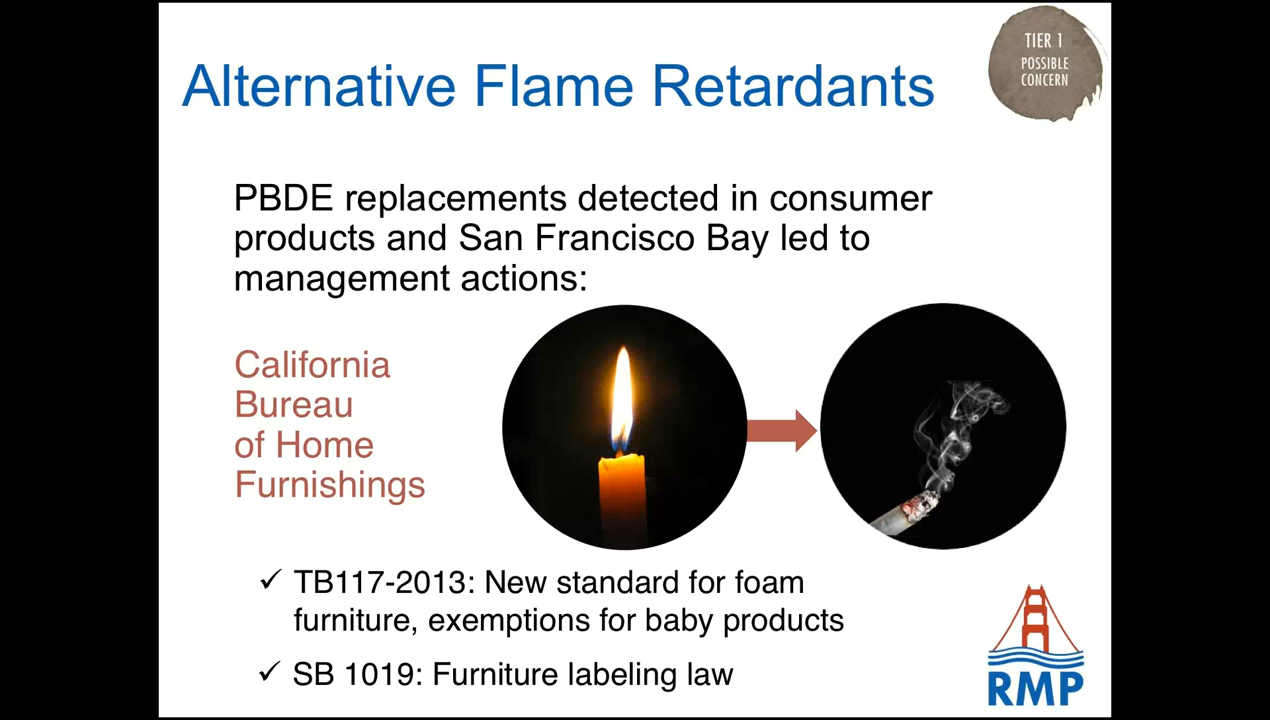 TIER 1
POSSIBLE
CONCERN
Alternative Flame Retardants
PBDE replacements detected in consumer
products and San Francisco Bay led to
management actions:
California
Bureau
of Home
Furnishings
✓ TB117-2013: New standard for foam
furniture, exemptions for baby products
✓ SB 1019: Furniture labeling law
RMP